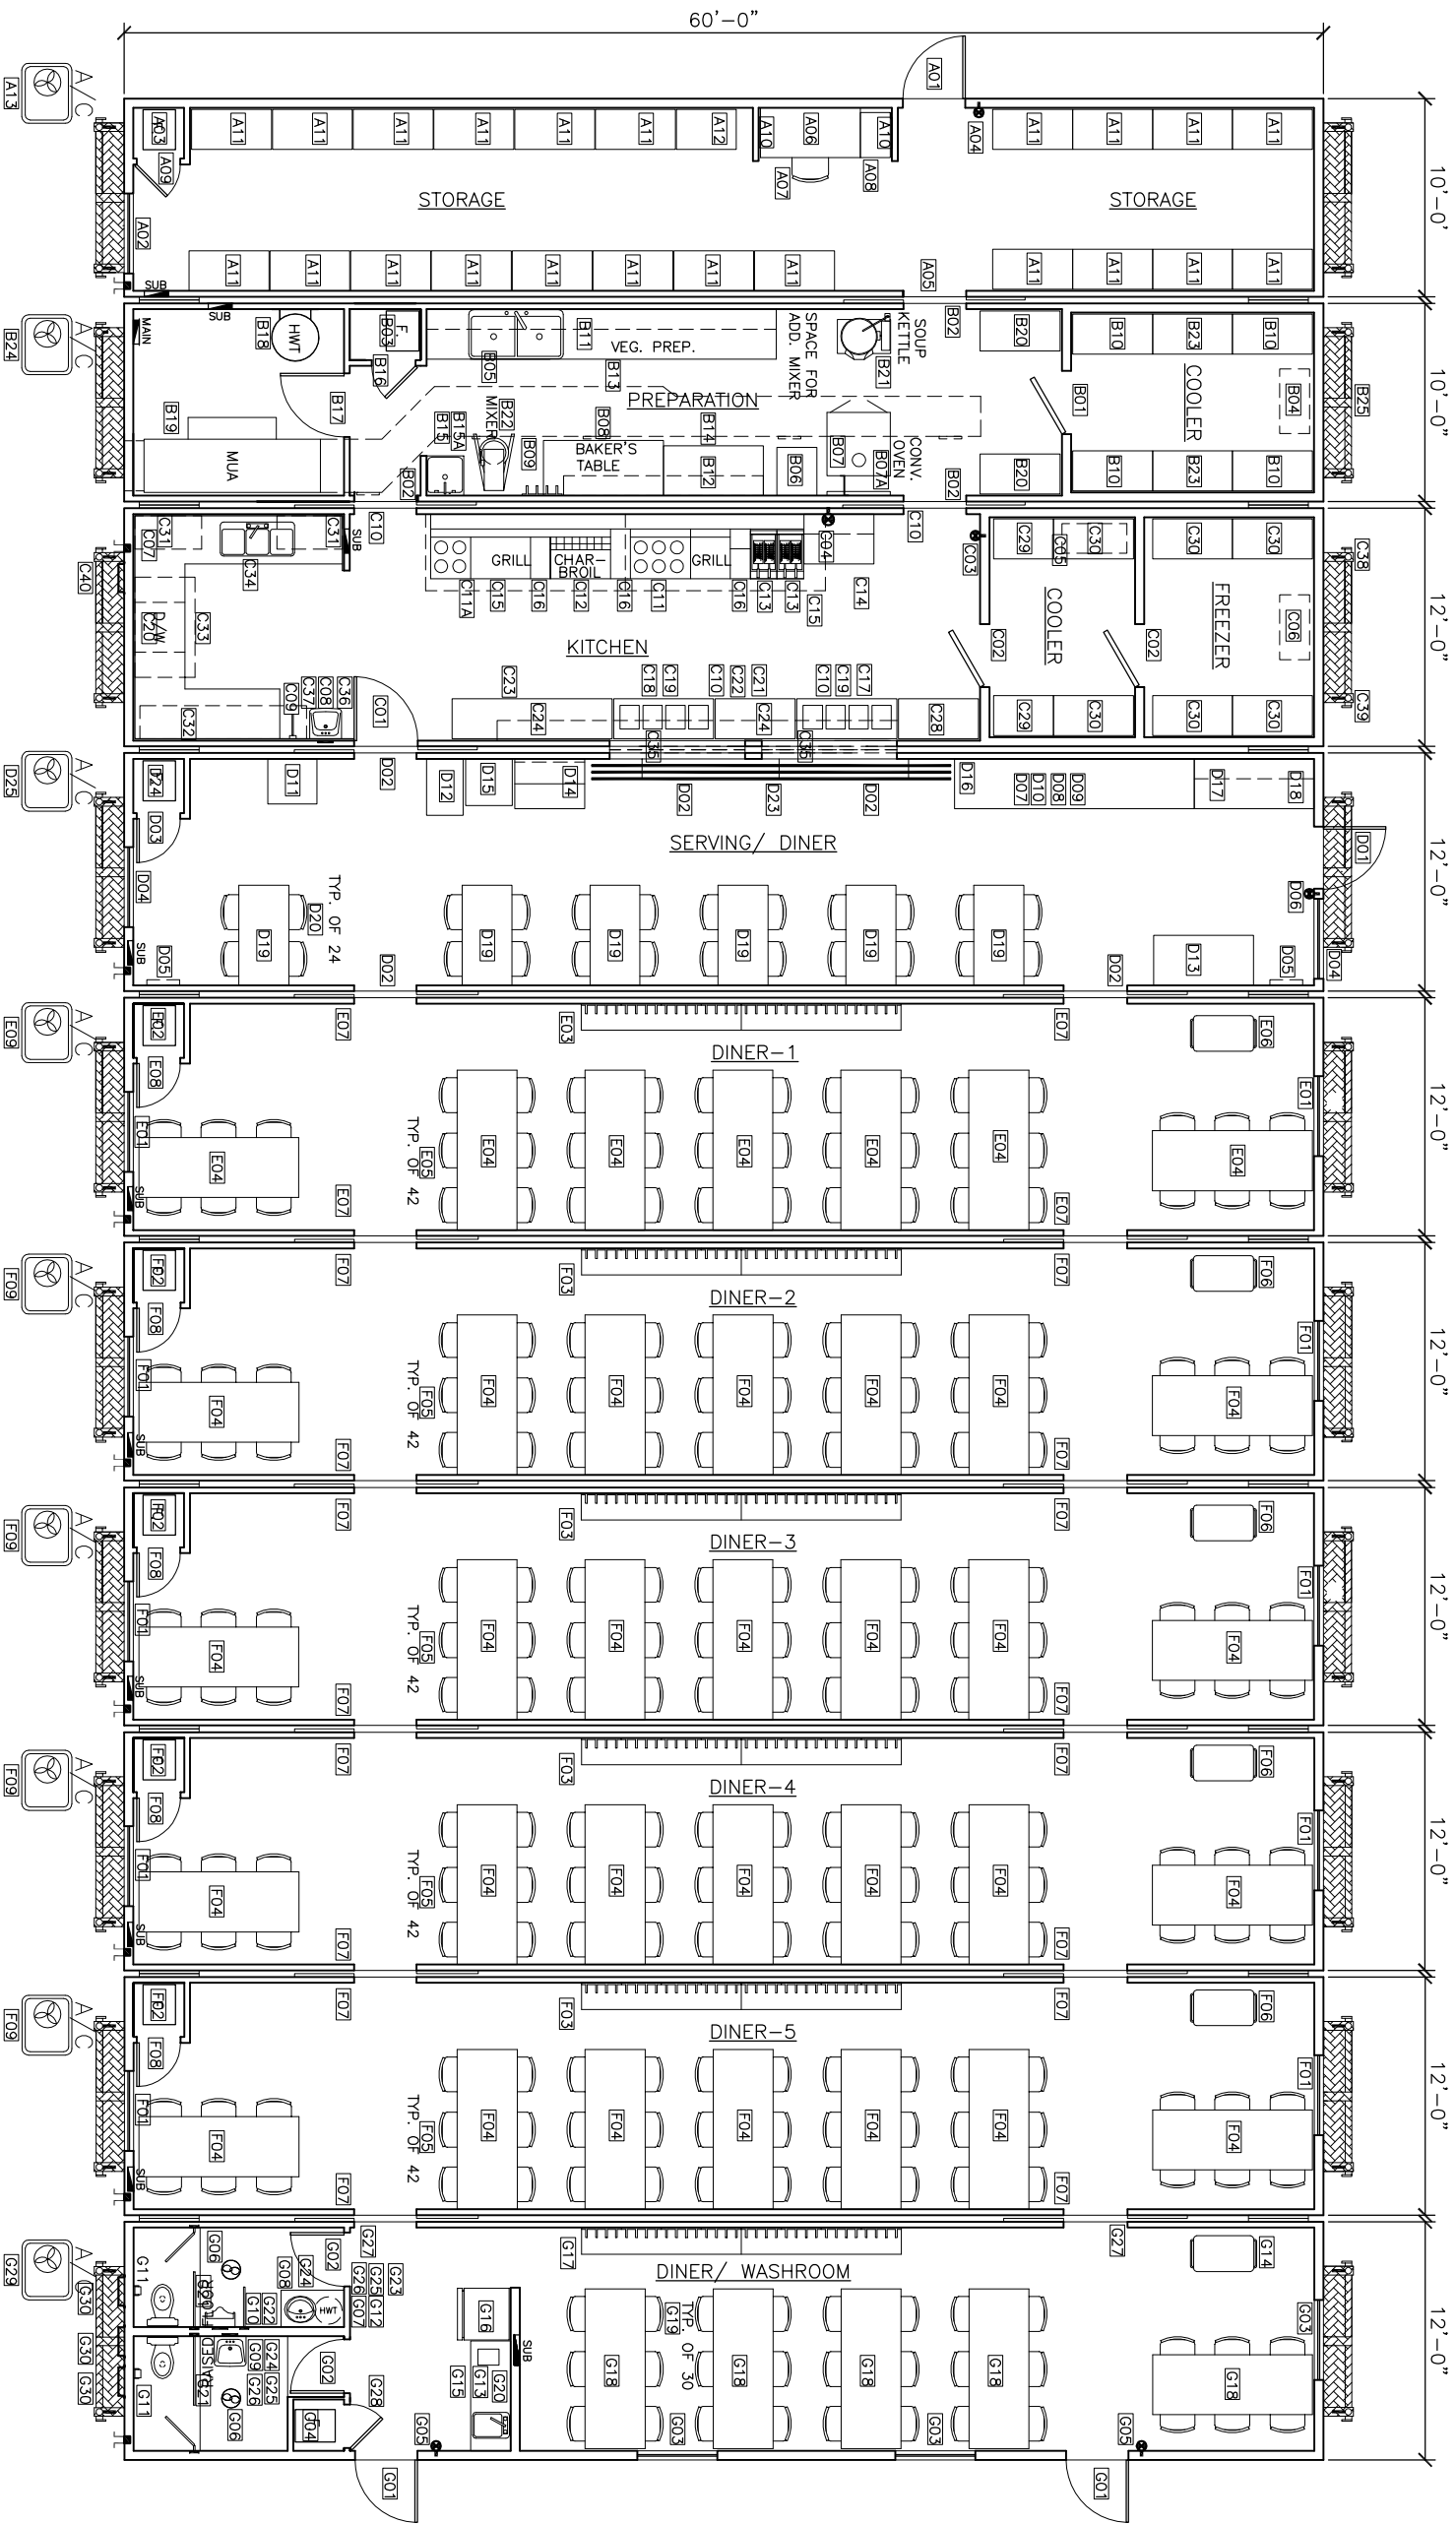 60'-0"
10'-0'
10'-0"
12'-0"
12'-0"
12'-0"
12'-0"
12'-0"
12'-0"
12'-0"
12'-0"
A01
A/C
A13
A03
A09
A11
A11
A11
A11
A11
A11
A12
A10
A06
A10
A04
A11
A11
A11
A11
A07
A08
STORAGE
STORAGE
A02
A11
A11
A11
A11
A11
A11
A11
A11
A05
A11
A11
A11
A11
SUB
A/C
B24
MAIN
SUB
B18
HWT
B03
F.
B16
B17
B11
VEG. PREP.
B05
B13
SPACE FOR
ADD. MIXER
SOUP
KETTLE
B21
B02
B20
B10
B23
B10
B01
COOLER
B04
B25
PREPARATION
B19
MUA
B15
B15A
MIXER
B22
B02
B09
B08
BAKER'S
TABLE
B14
B12
B06
B07
CONV.
OVEN
B07A
B02
B20
B10
B23
B10
C07
C31
C31
SUB
C10
C40
C34
C33
D/W
C20
C32
C09
C37
C08
C36
C01
GRILL
CHAR-
BROIL
GRILL
C11A
C15
C16
C12
C16
C11
C16
C13
C13
C15
C04
C14
C10
C03
C29
C05
C30
C30
C30
C38
C02
COOLER
C02
FREEZER
C06
KITCHEN
C23
C24
C18
C19
C10
C22
C21
C24
C10
C19
C17
C28
C29
C30
C30
C30
C39
C35
C35
A/C
D25
D24
D03
D11
D02
D12
D15
D14
D02
D23
D02
D16
D07
D10
D08
D09
D17
D18
D01
SERVING/ DINER
D04
TYP. OF 24
D20
D19
D19
D19
D19
D19
D19
D06
D13
D05
D04
D05
SUB
D02
D02
A/C
E09
E02
E08
E07
E03
E07
E06
DINER-1
E01
E01
E04
E05
TYP. OF 42
E04
E04
E04
E04
E04
E04
SUB
E07
E07
A/C
F09
F02
F08
F07
F03
F07
F06
DINER-2
F01
F01
F04
F05
TYP. OF 42
F04
F04
F04
F04
F04
F04
SUB
F07
F07
A/C
F09
F02
F08
F07
F03
F07
F06
DINER-3
F01
F01
F04
F05
TYP. OF 42
F04
F04
F04
F04
F04
F04
SUB
F07
F07
A/C
F09
F02
F08
F07
F03
F07
F06
DINER-4
F01
F01
F04
F05
TYP. OF 42
F04
F04
F04
F04
F04
F04
SUB
F07
F07
A/C
F09
F02
F08
F07
F03
F07
F06
DINER-5
F01
F01
F04
F05
TYP. OF 42
F04
F04
F04
F04
F04
F04
SUB
F07
F07
A/C
G29
G30
G30
G30
G11
G06
G10
G22
G08
G24
G02
HWT
G27
G26
G25
G23
G07
G12
G17
DINER/ WASHROOM
G27
G14
G03
G16
SUB
G19
TYP. OF 30
G18
G18
G18
G18
G18
G11
G21
G06
G09
G24
G26
G25
G02
G28
G04
G15
G13
G20
G05
G03
G03
G05
G01
G01